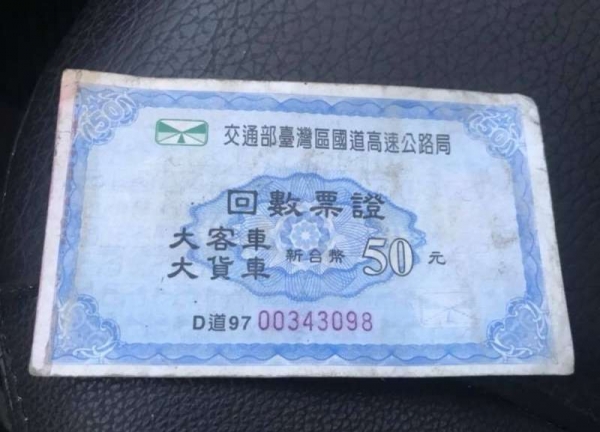 交通部臺灣區國道高速公路局
回數票證
大客車
大貨車 新台幣 50 元
D道97 00343098